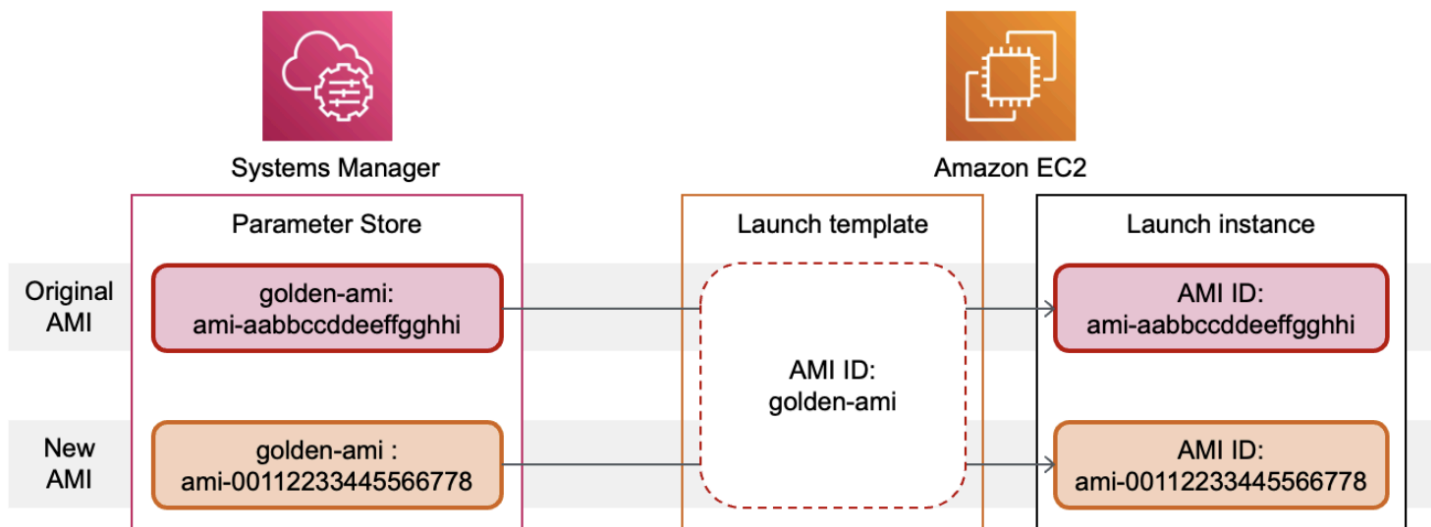 Systems Manager
Amazon EC2
Parameter Store
Launch template
Launch instance
Original
AMI
golden-ami:
ami-aabbccddeeffgghhi
AMI ID:
golden-ami
AMI ID:
ami-aabbccddeeffgghhi
New
AMI
golden-ami :
ami-00112233445566778
AMI ID:
ami-00112233445566778